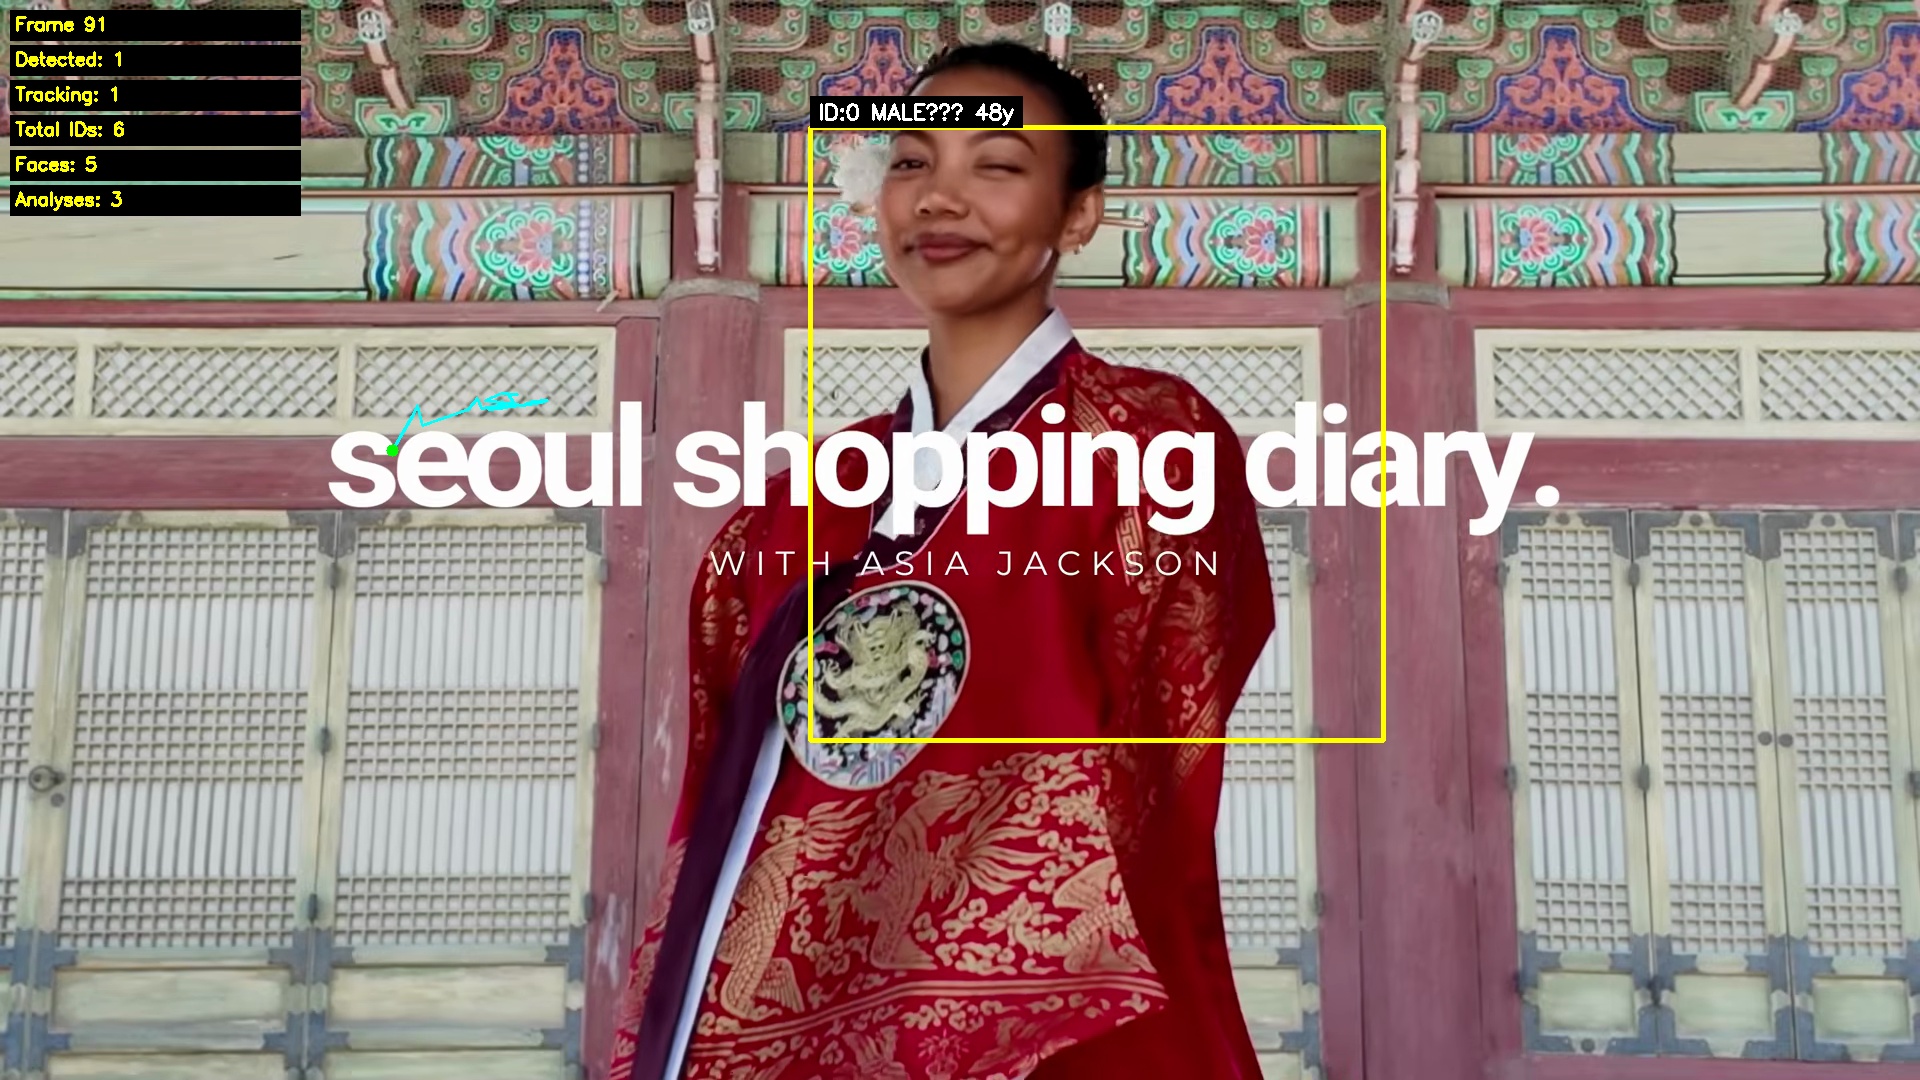 Frame 91
Detected: 1
Tracking: 1
Total IDs: 6
Faces: 5
Analyses: 3
ID:0 MALE??? 48y
seoul shopping diary.
WITH ASIA JACKSON